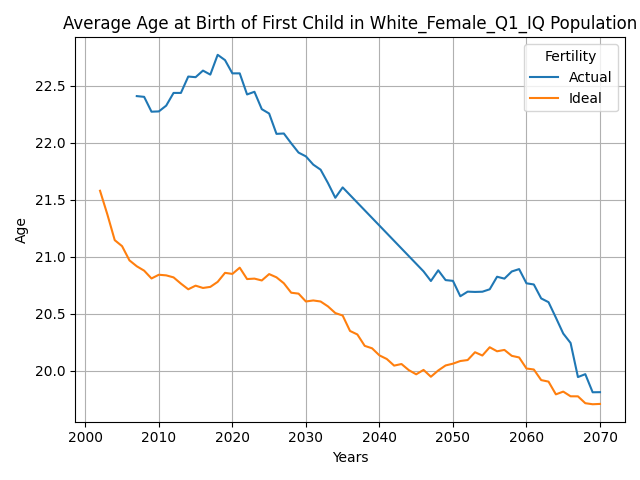 Average Age at Birth of First Child in White_Female_Q1_IQ Population
Fertility
Actual
Ideal
22.5
22.0
21.5
21.0
20.5
20.0
Age
2000 2010 2020 2030 2040 2050 2060 2070
Years